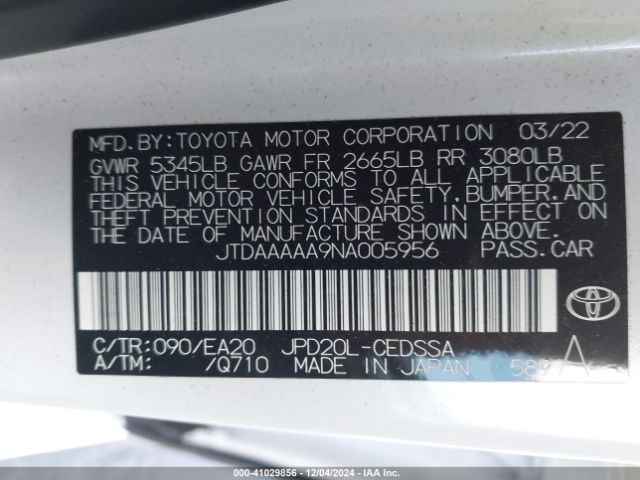 MFD.BY:TOYOTA MOTOR CORPORATION 03/22
GVWR 5345LB GAWR FR 2665LB RR 3080LB
THIS VEHICLE CONFORMS TO ALL APPLICABLE
FEDERAL MOTOR VEHICLE SAFETY,BUMPER,AND
THEFT PREVENTION STANDARDS IN EFFECT ON
THE DATE OF MANUFACTURE SHOWN ABOVE.
JTDAAAAA9NA005956 PASS.CAR
C/TR:090/EA20 JPD20L-CEDSSA
A/TM: /Q710 MADE IN JAPAN A
000-41029856 - 12/04/2024 - IAAI.COM